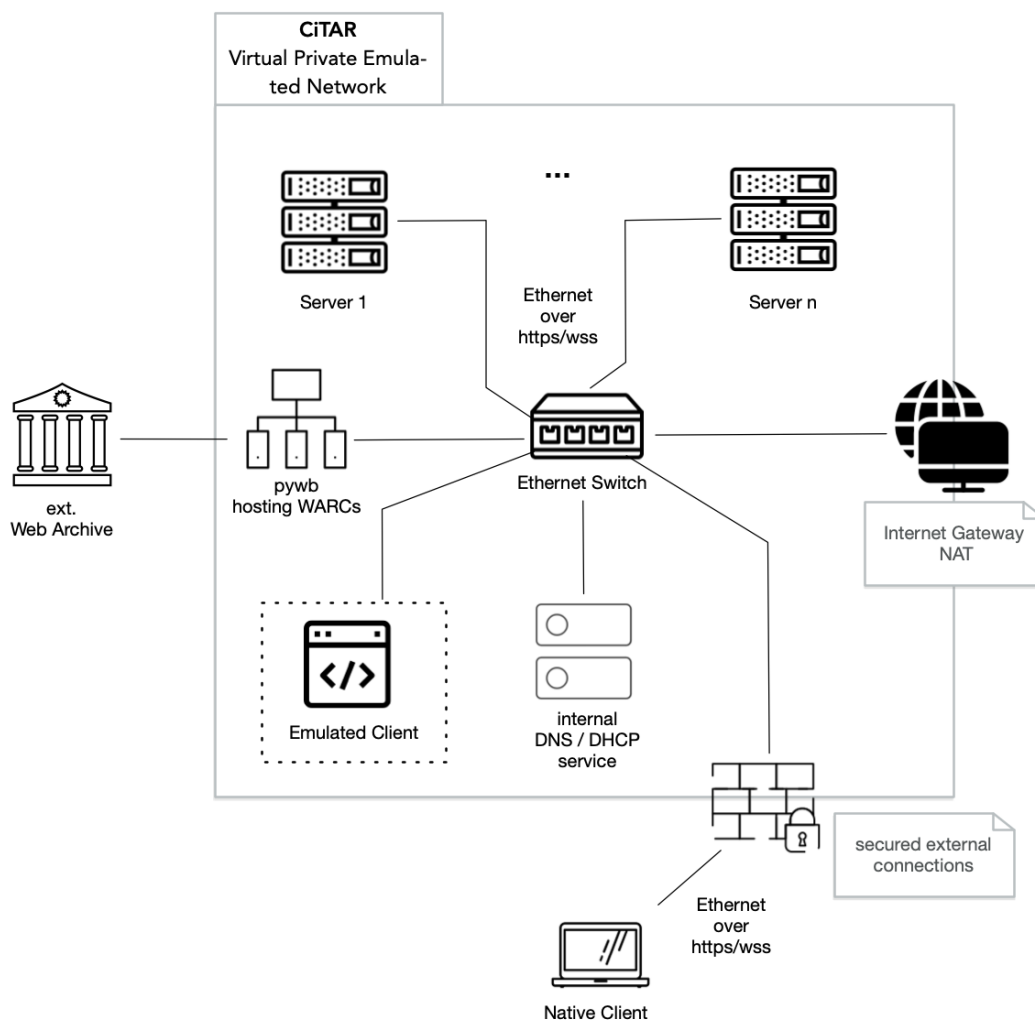 CiTAR
Virtual Private Emula-
ted Network
...
Server 1
Server n
Ethernet
over
https/wss
ext.
Web Archive
pywb
hosting WARCs
Ethernet Switch
Internet Gateway
NAT
</>
Emulated Client
internal
DNS / DHCP
service
secured external
connections
Ethernet
over
https/wss
Native Client